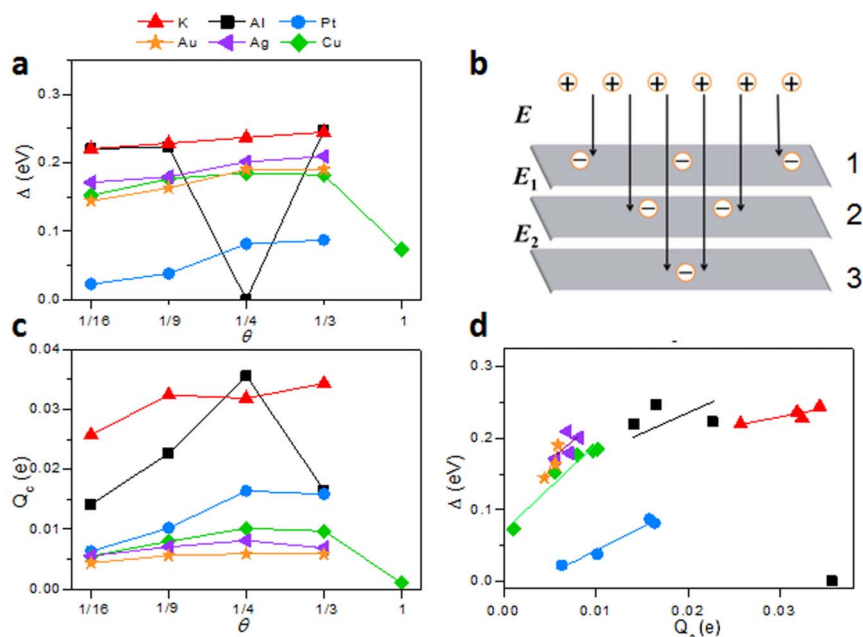 K Al Pt
Au Ag Cu
a
Δ (eV)
0.3
0.2
0.1
0.0
1/16 1/9 1/4 1/3 1
θ
b
+ + + + + +
E
− − − 1
E₁
− − 2
E₂
− 3
c
Q꜀ (e)
0.04
0.03
0.02
0.01
0.00
1/16 1/9 1/4 1/3 1
θ
d
Δ (eV)
0.3
0.2
0.1
0.0
0.00 0.01 0.02 0.03